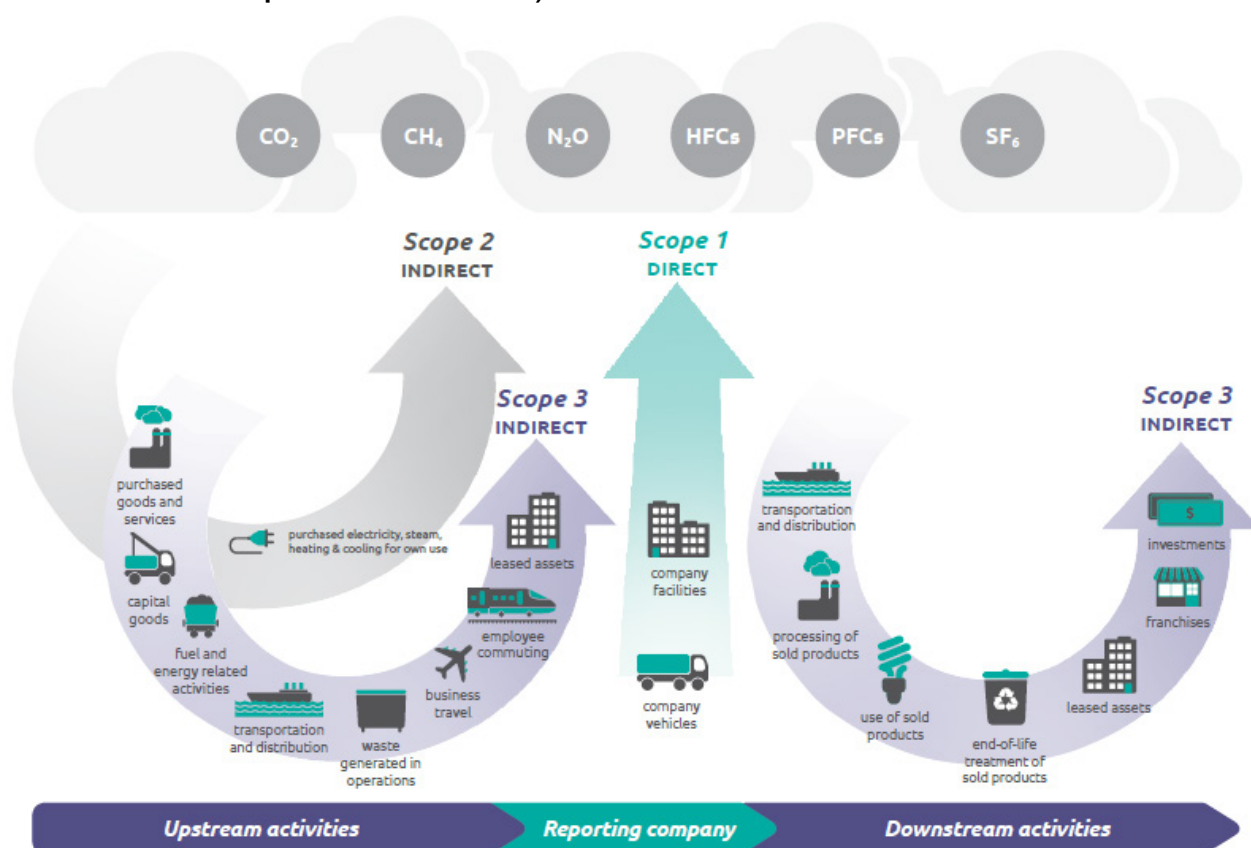 CO₂
CH₄
N₂O
HFCs
PFCs
SF₆
Scope 2
INDIRECT
Scope 1
DIRECT
Scope 3
INDIRECT
Scope 3
INDIRECT
purchased
goods and
services
capital
goods
fuel and
energy related
activities
transportation
and distribution
waste
generated in
operations
business
travel
employee
commuting
leased assets
purchased electricity, steam,
heating & cooling for own use
company
facilities
company
vehicles
transportation
and distribution
processing of
sold products
use of sold
products
end-of-life
treatment of
sold products
leased assets
franchises
$
investments
Upstream activities
Reporting company
Downstream activities